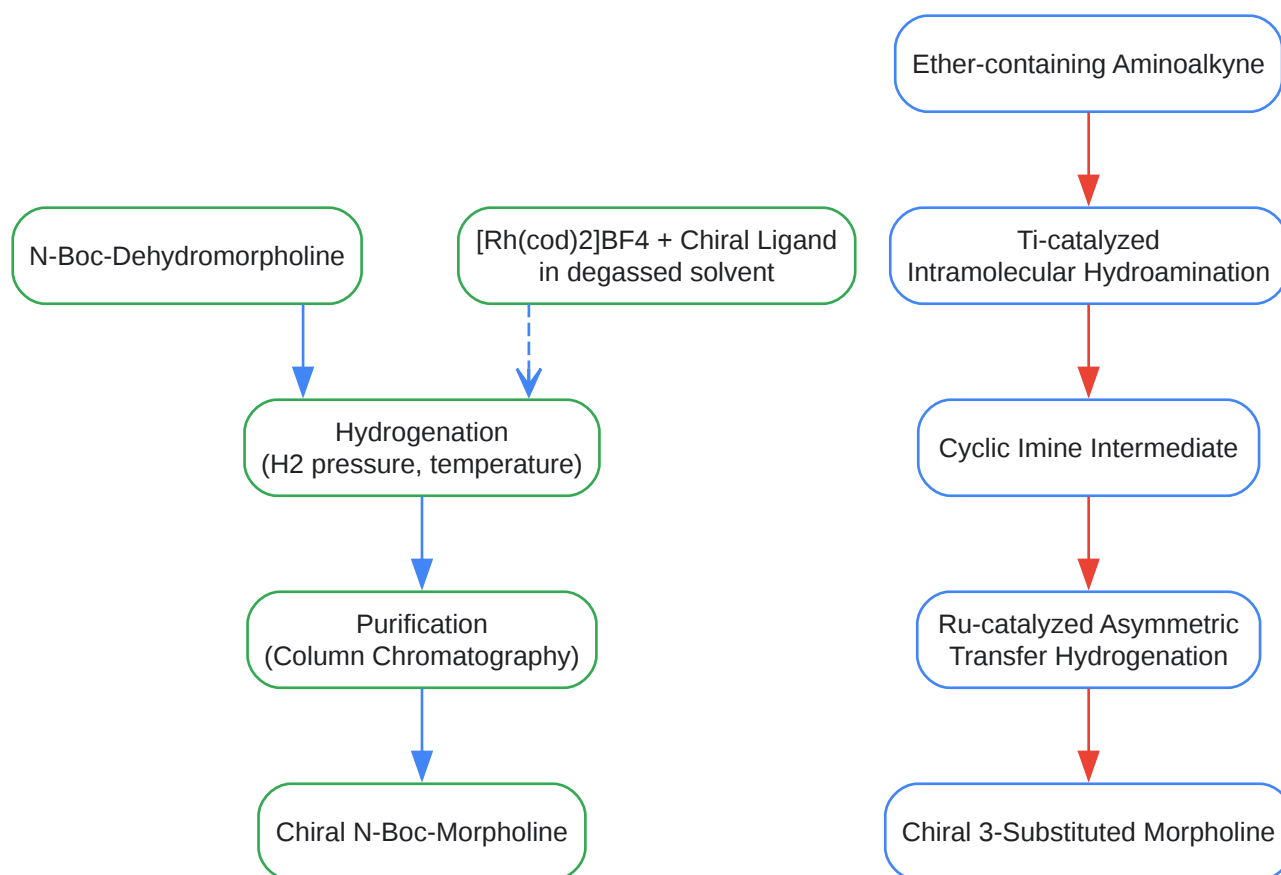 N-Boc-Dehydromorpholine
[Rh(cod)2]BF4 + Chiral Ligand
in degassed solvent
Hydrogenation
(H2 pressure, temperature)
Purification
(Column Chromatography)
Chiral N-Boc-Morpholine
Ether-containing Aminoalkyne
Ti-catalyzed
Intramolecular Hydroamination
Cyclic Imine Intermediate
Ru-catalyzed Asymmetric
Transfer Hydrogenation
Chiral 3-Substituted Morpholine